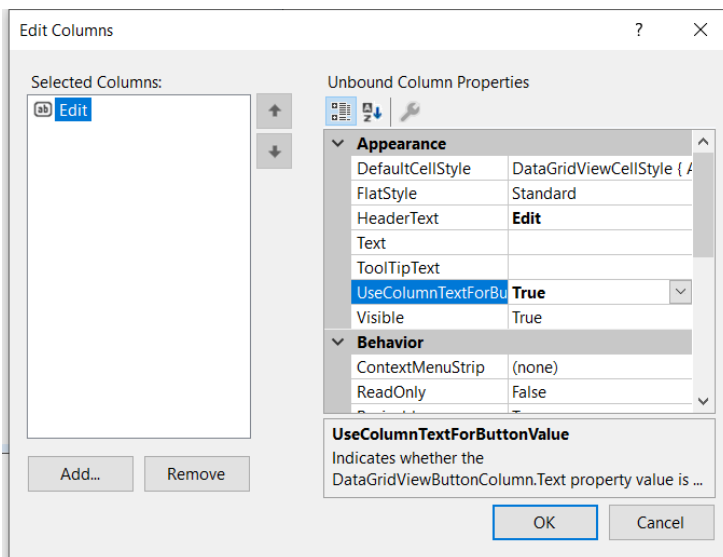 Edit Columns ? ×
Selected Columns:
ab Edit
Add... Remove
Unbound Column Properties
A Z
Appearance
DefaultCellStyle DataGridViewCellStyle { A
FlatStyle Standard
HeaderText Edit
Text
ToolTipText
UseColumnTextForBu True
Visible True
Behavior
ContextMenuStrip (none)
ReadOnly False
UseColumnTextForButtonValue
Indicates whether the
DataGridViewButtonColumn.Text property value is ...
OK Cancel